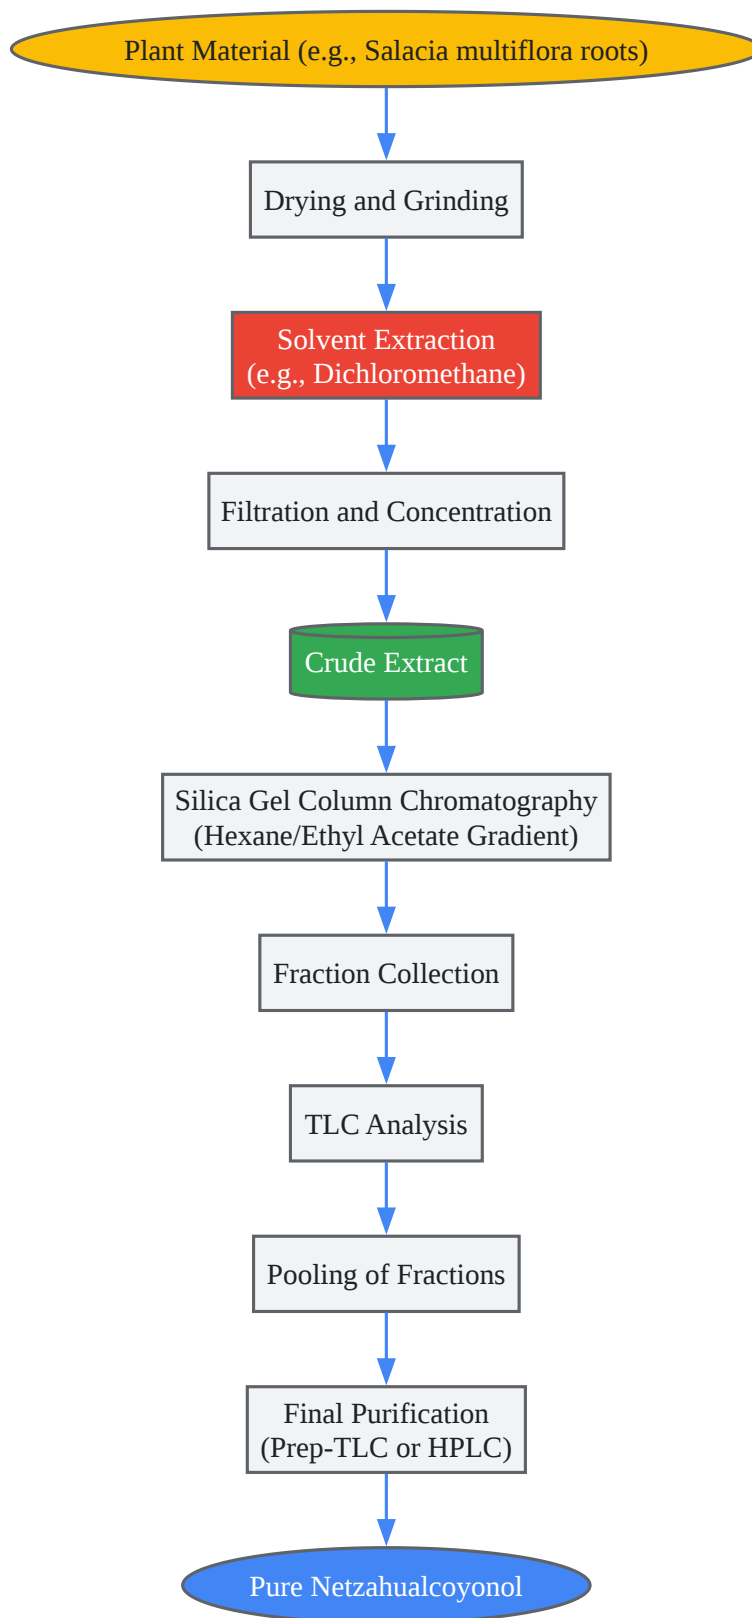 Plant Material (e.g., Salacia multiflora roots)
Drying and Grinding
Solvent Extraction
(e.g., Dichloromethane)
Filtration and Concentration
Crude Extract
Silica Gel Column Chromatography
(Hexane/Ethyl Acetate Gradient)
Fraction Collection
TLC Analysis
Pooling of Fractions
Final Purification
(Prep-TLC or HPLC)
Pure Netzahualcoyonol